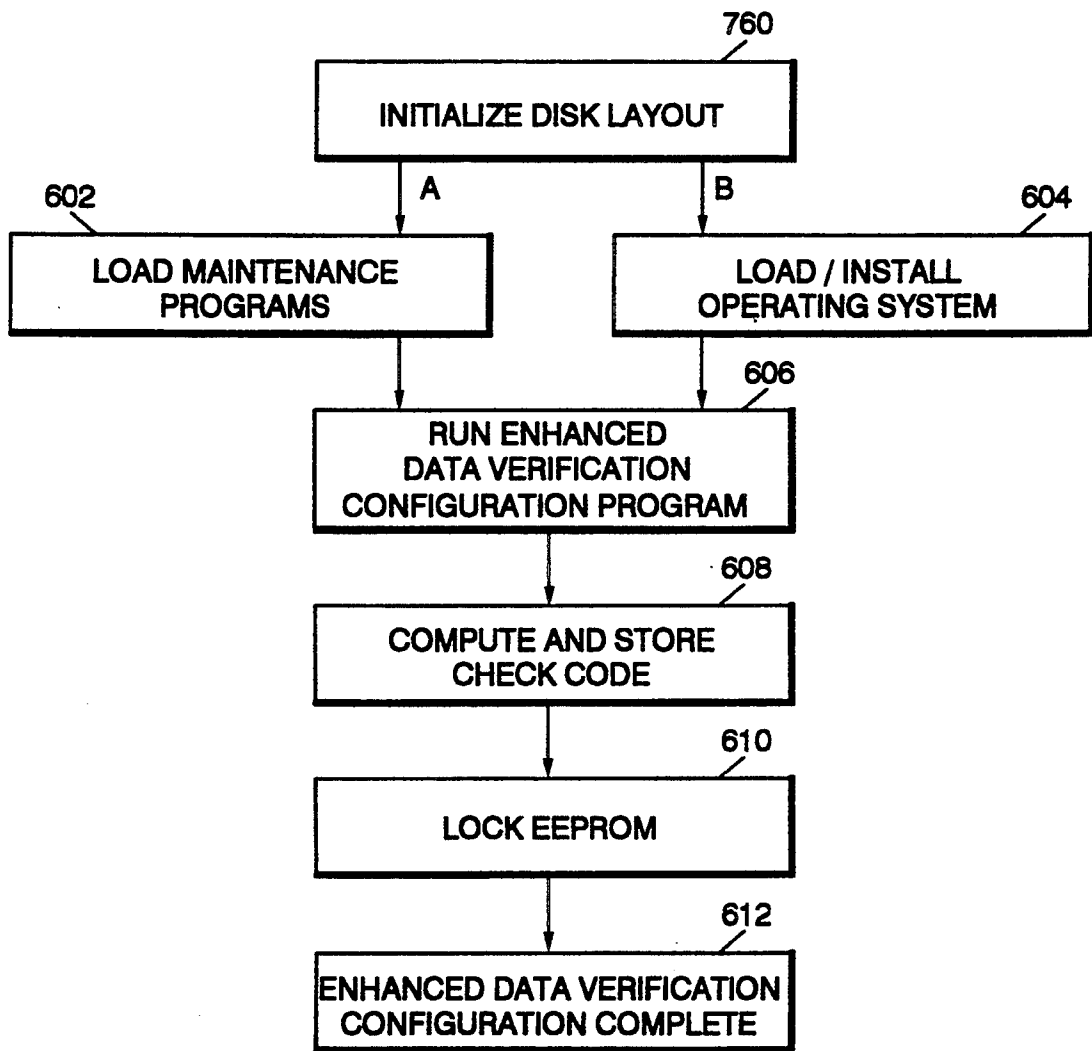 760
INITIALIZE DISK LAYOUT
A
B
602
604
LOAD MAINTENANCE
PROGRAMS
LOAD / INSTALL
OPERATING SYSTEM
606
RUN ENHANCED
DATA VERIFICATION
CONFIGURATION PROGRAM
608
COMPUTE AND STORE
CHECK CODE
610
LOCK EEPROM
612
ENHANCED DATA VERIFICATION
CONFIGURATION COMPLETE